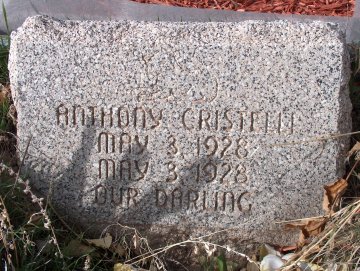 ANTHONY CRISTELLI
MAY 3, 1928
MAY 3, 1928
OUR DARLING